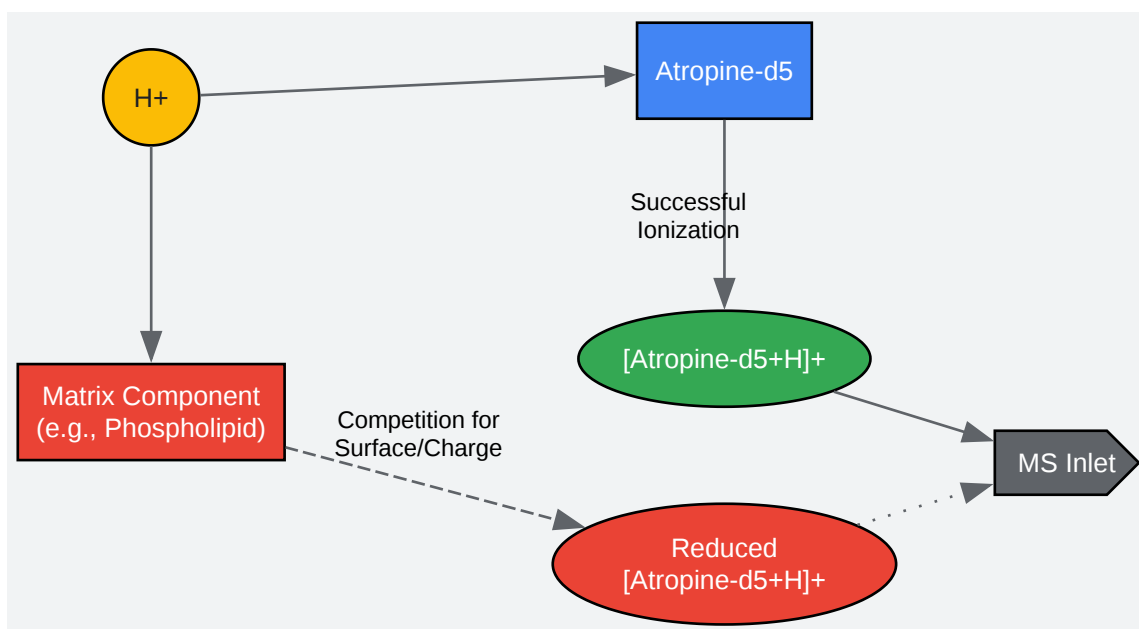 H+
Atropine-d5
Successful
Ionization
[Atropine-d5+H]+
Matrix Component
(e.g., Phospholipid)
Competition for
Surface/Charge
MS Inlet
Reduced
[Atropine-d5+H]+